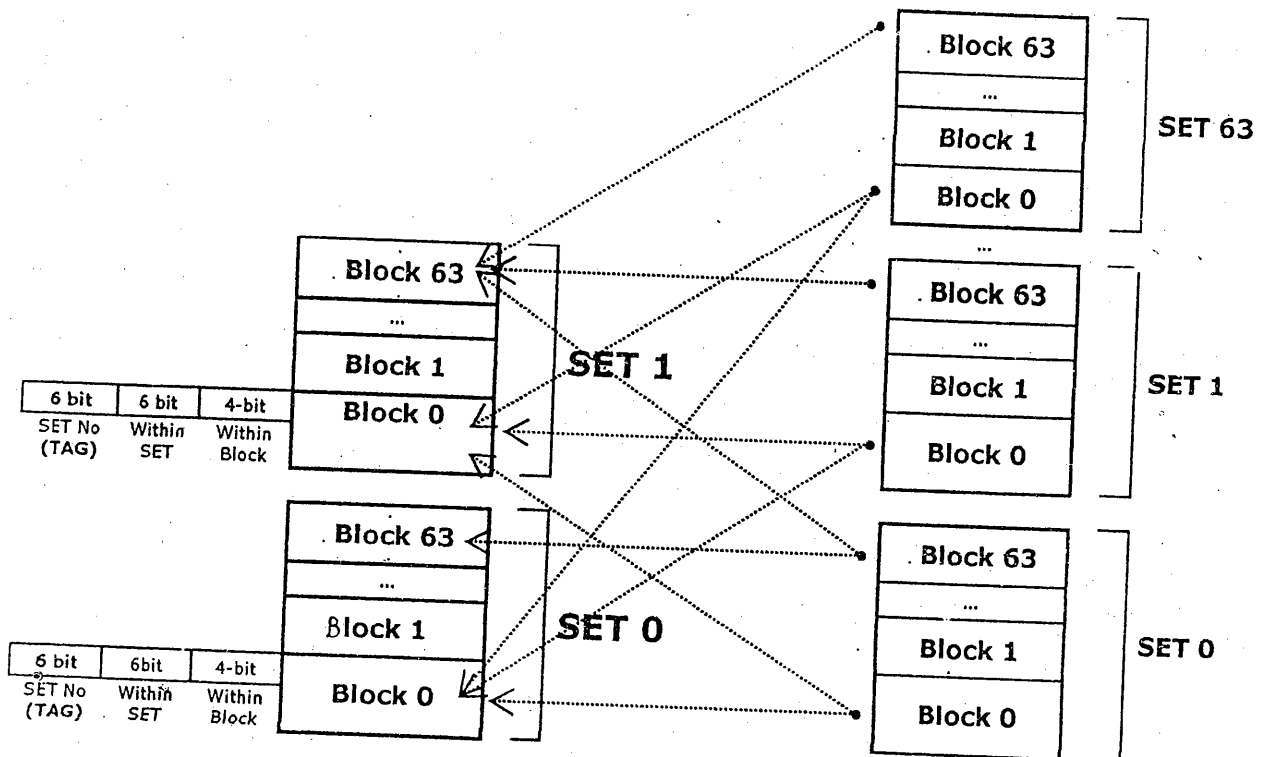 Block 63
...
Block 1
Block 0
SET 63
...
Block 63
...
Block 1
Block 0
SET 1
Block 63
...
Block 1
Block 0
SET 1
6 bit 6 bit 4-bit
SET No (TAG) Within SET Within Block
Block 63
...
Block 1
Block 0
SET 0
Block 63
...
Block 1
Block 0
SET 0
6 bit 6bit 4-bit
SET No (TAG) Within SET Within Block